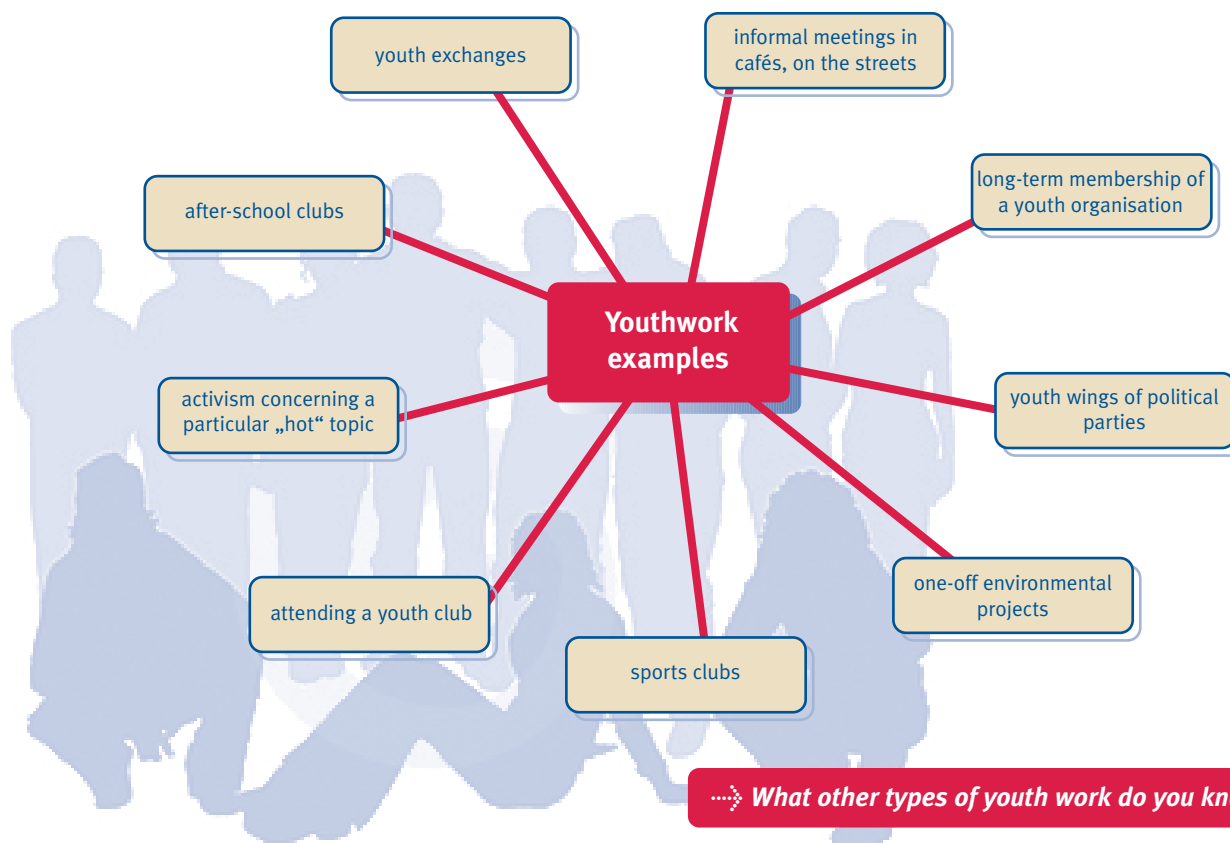 youth exchanges
informal meetings in
cafés, on the streets
after-school clubs
long-term membership of
a youth organisation
Youthwork
examples
activism concerning a
particular „hot“ topic
youth wings of political
parties
attending a youth club
one-off environmental
projects
sports clubs
What other types of youth work do you